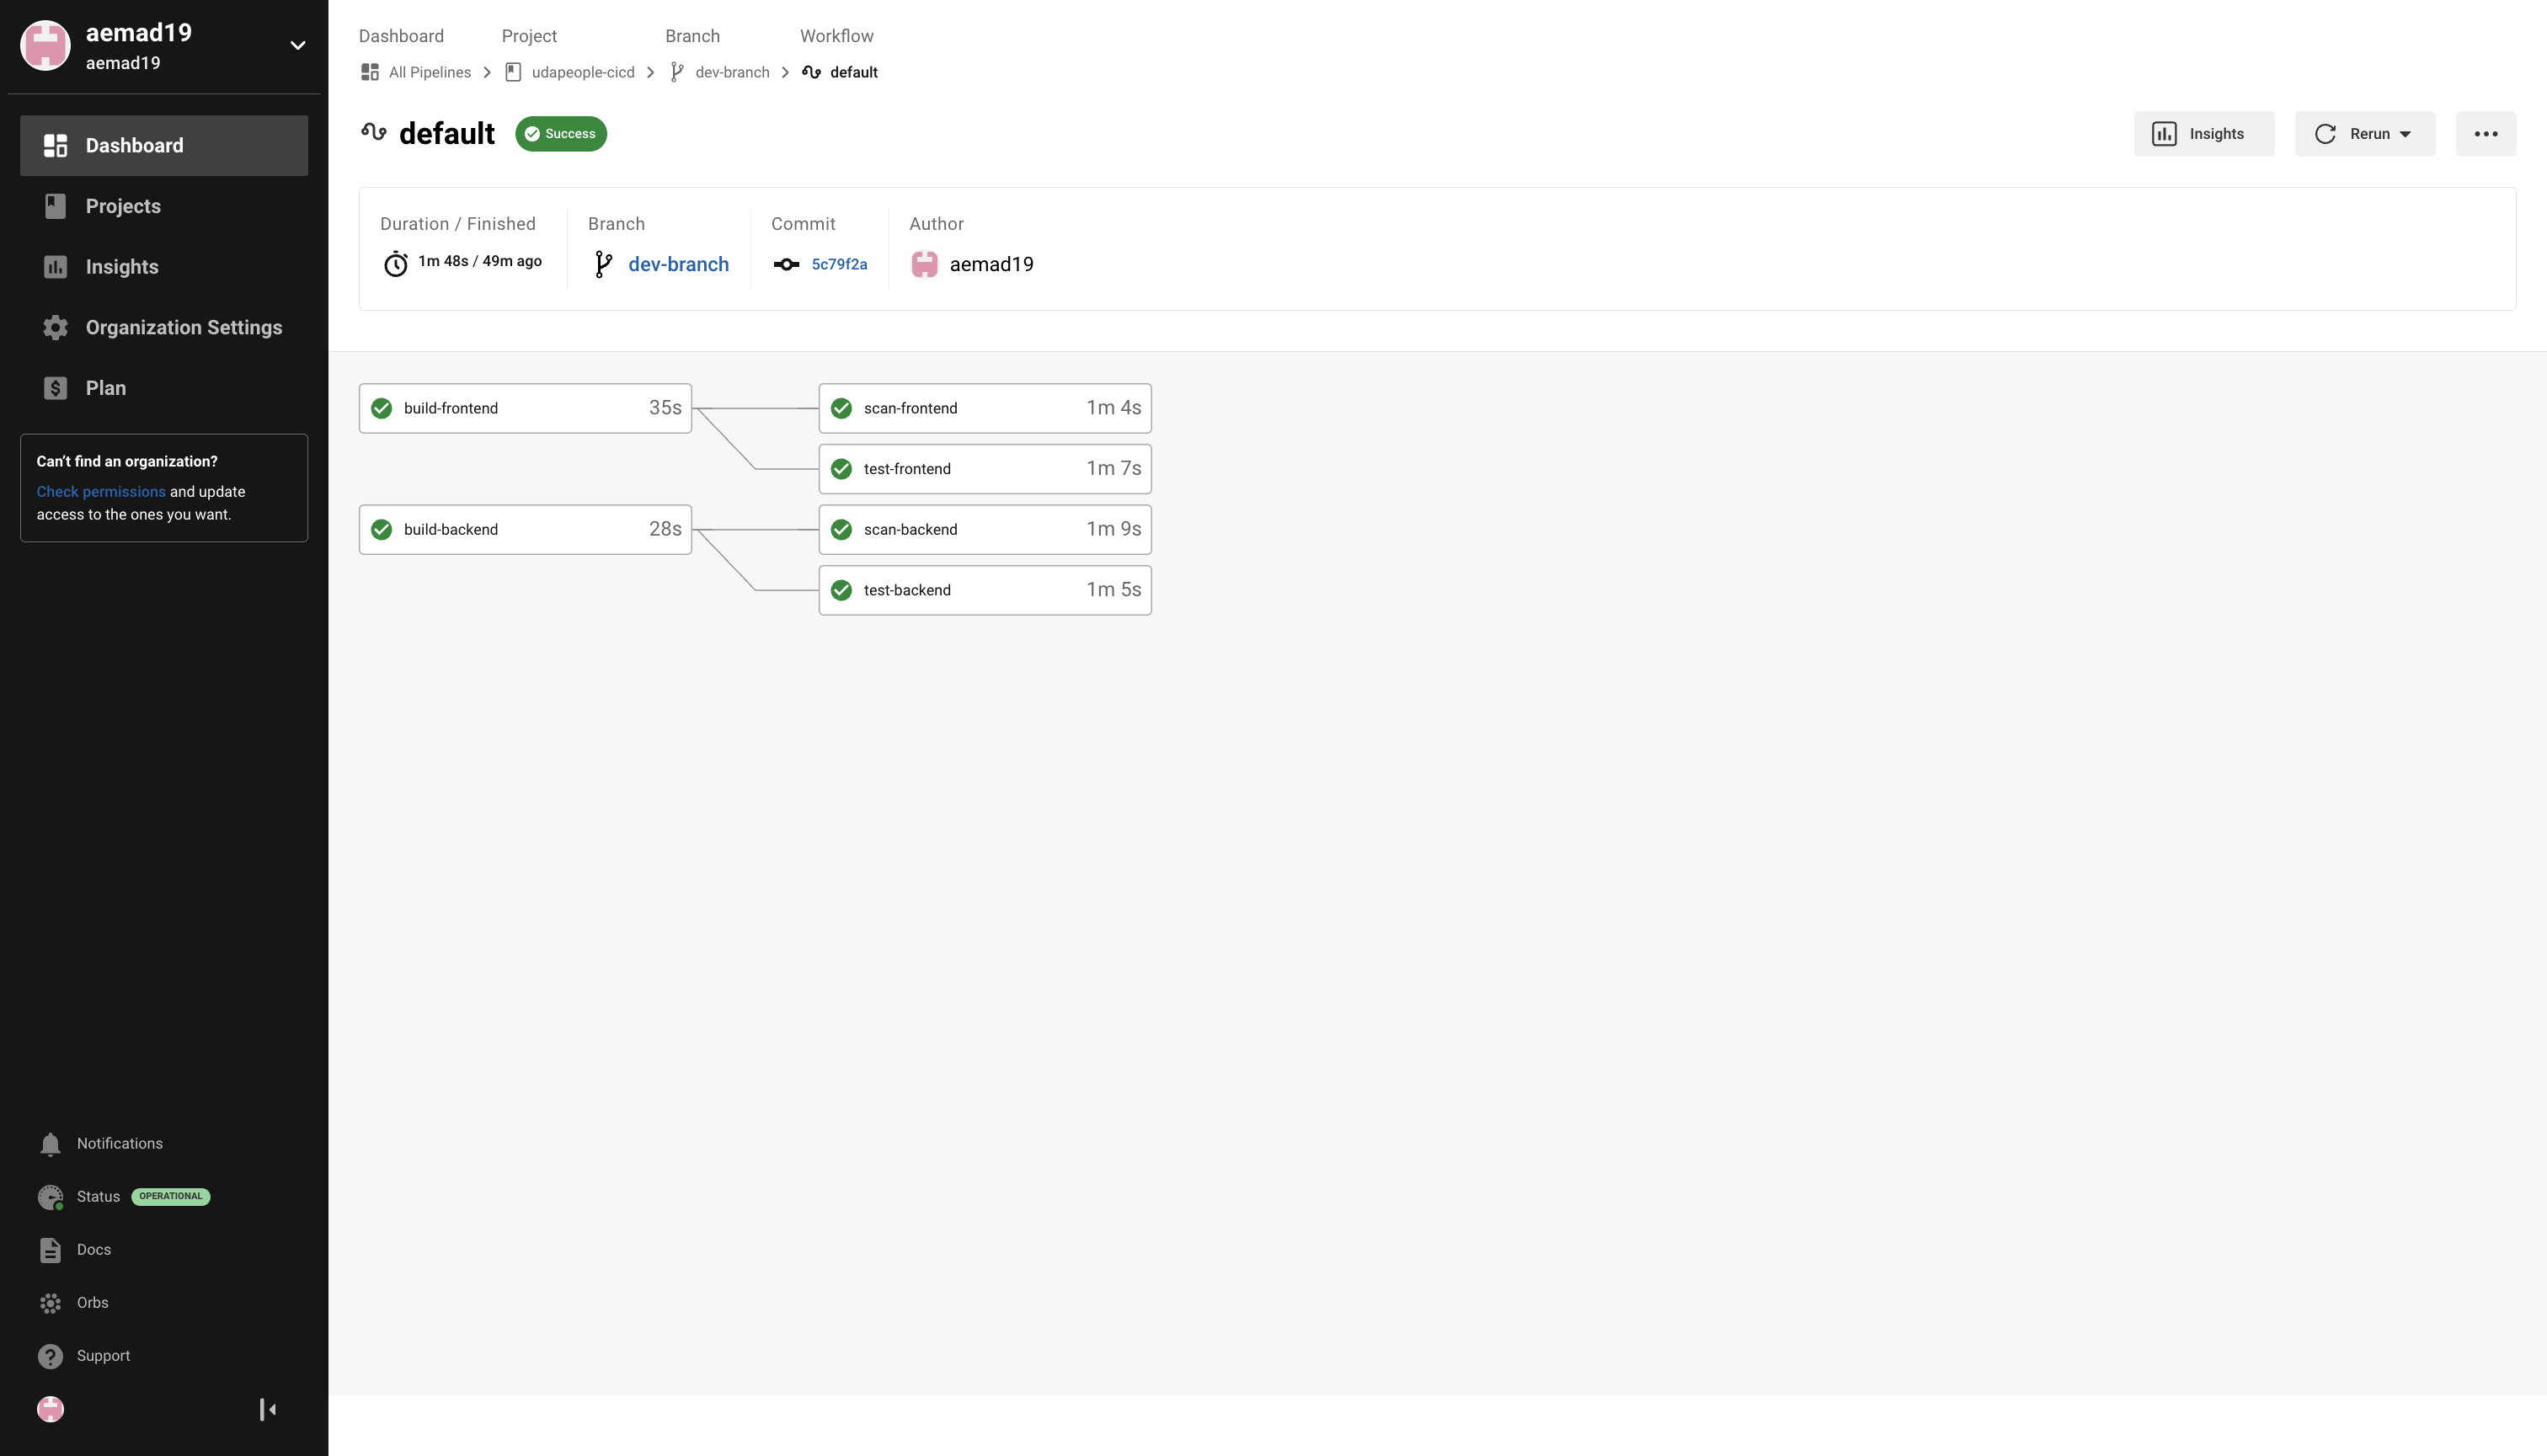 aemad19
aemad19
Dashboard
Projects
Insights
Organization Settings
Plan
Can't find an organization?
Check permissions and update
access to the ones you want.
Notifications
Status OPERATIONAL
Docs
Orbs
Support
Dashboard Project Branch Workflow
All Pipelines udapeople-cicd dev-branch default
default Success
Insights Rerun
Duration / Finished Branch Commit Author
1m 48s / 49m ago dev-branch 5c79f2a aemad19
build-frontend 35s scan-frontend 1m 4s
test-frontend 1m 7s
build-backend 28s scan-backend 1m 9s
test-backend 1m 5s